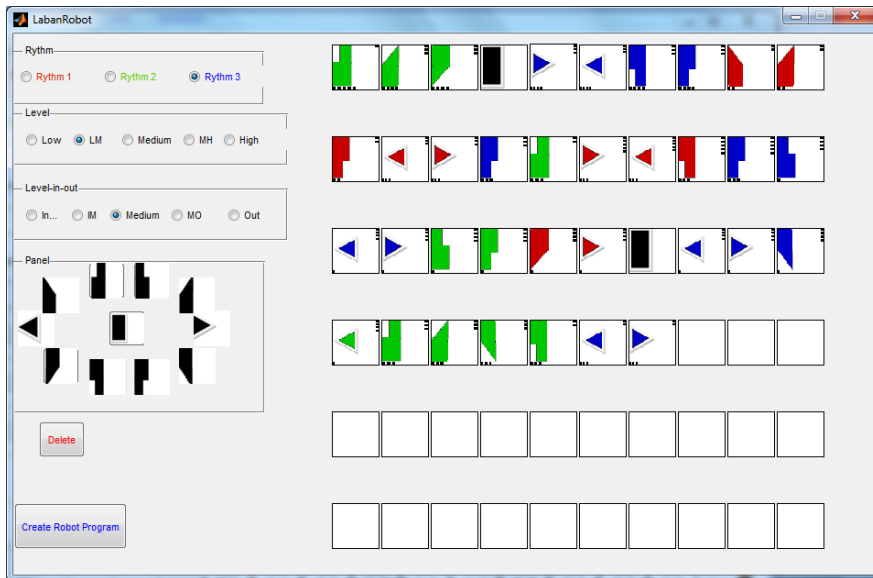 LabanRobot
Rythm
Rythm 1 Rythm 2 Rythm 3
Level
Low LM Medium MH High
Level-in-out
In... IM Medium MO Out
Panel
Delete
Create Robot Program